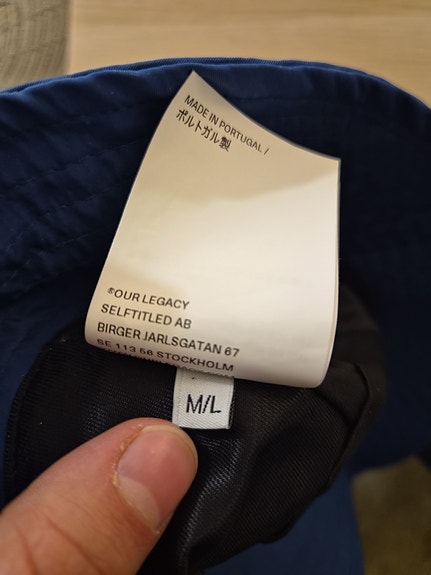 MADE IN PORTUGAL /
ポルトガル製
©OUR LEGACY
SELFTITLED AB
BIRGER JARLSGATAN 67
SE 113 56 STOCKHOLM
M/L